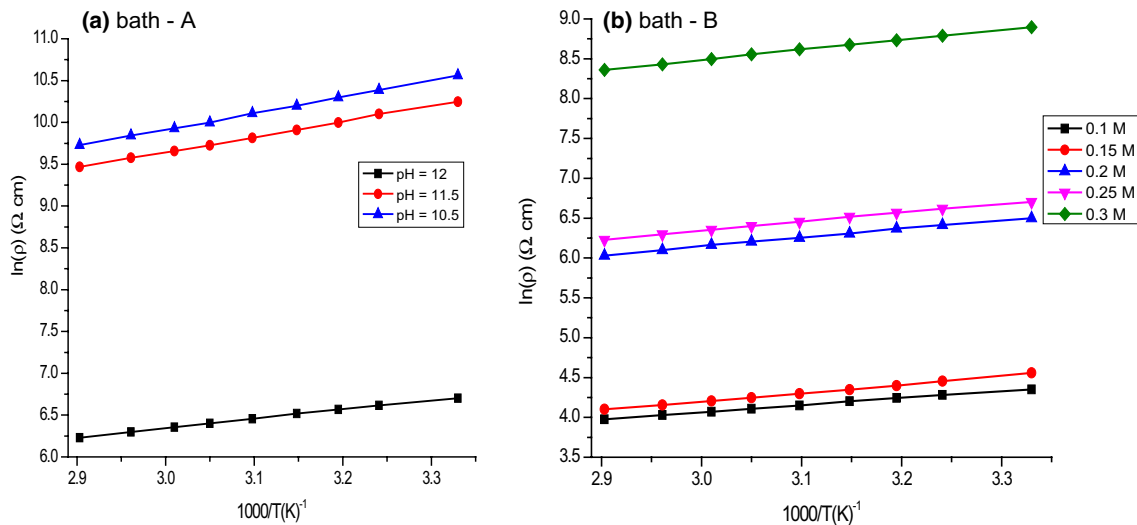 (a) bath - A
11.0
10.5
10.0
9.5
9.0
8.5
8.0
7.5
7.0
6.5
6.0
ln(ρ) (Ω cm)
2.9
3.0
3.1
3.2
3.3
1000/T(K)-1
pH = 12
pH = 11.5
pH = 10.5
(b) bath - B
9.0
8.5
8.0
7.5
7.0
6.5
6.0
5.5
5.0
4.5
4.0
3.5
ln(ρ) (Ω cm)
2.9
3.0
3.1
3.2
3.3
1000/T(K)-1
0.1 M
0.15 M
0.2 M
0.25 M
0.3 M